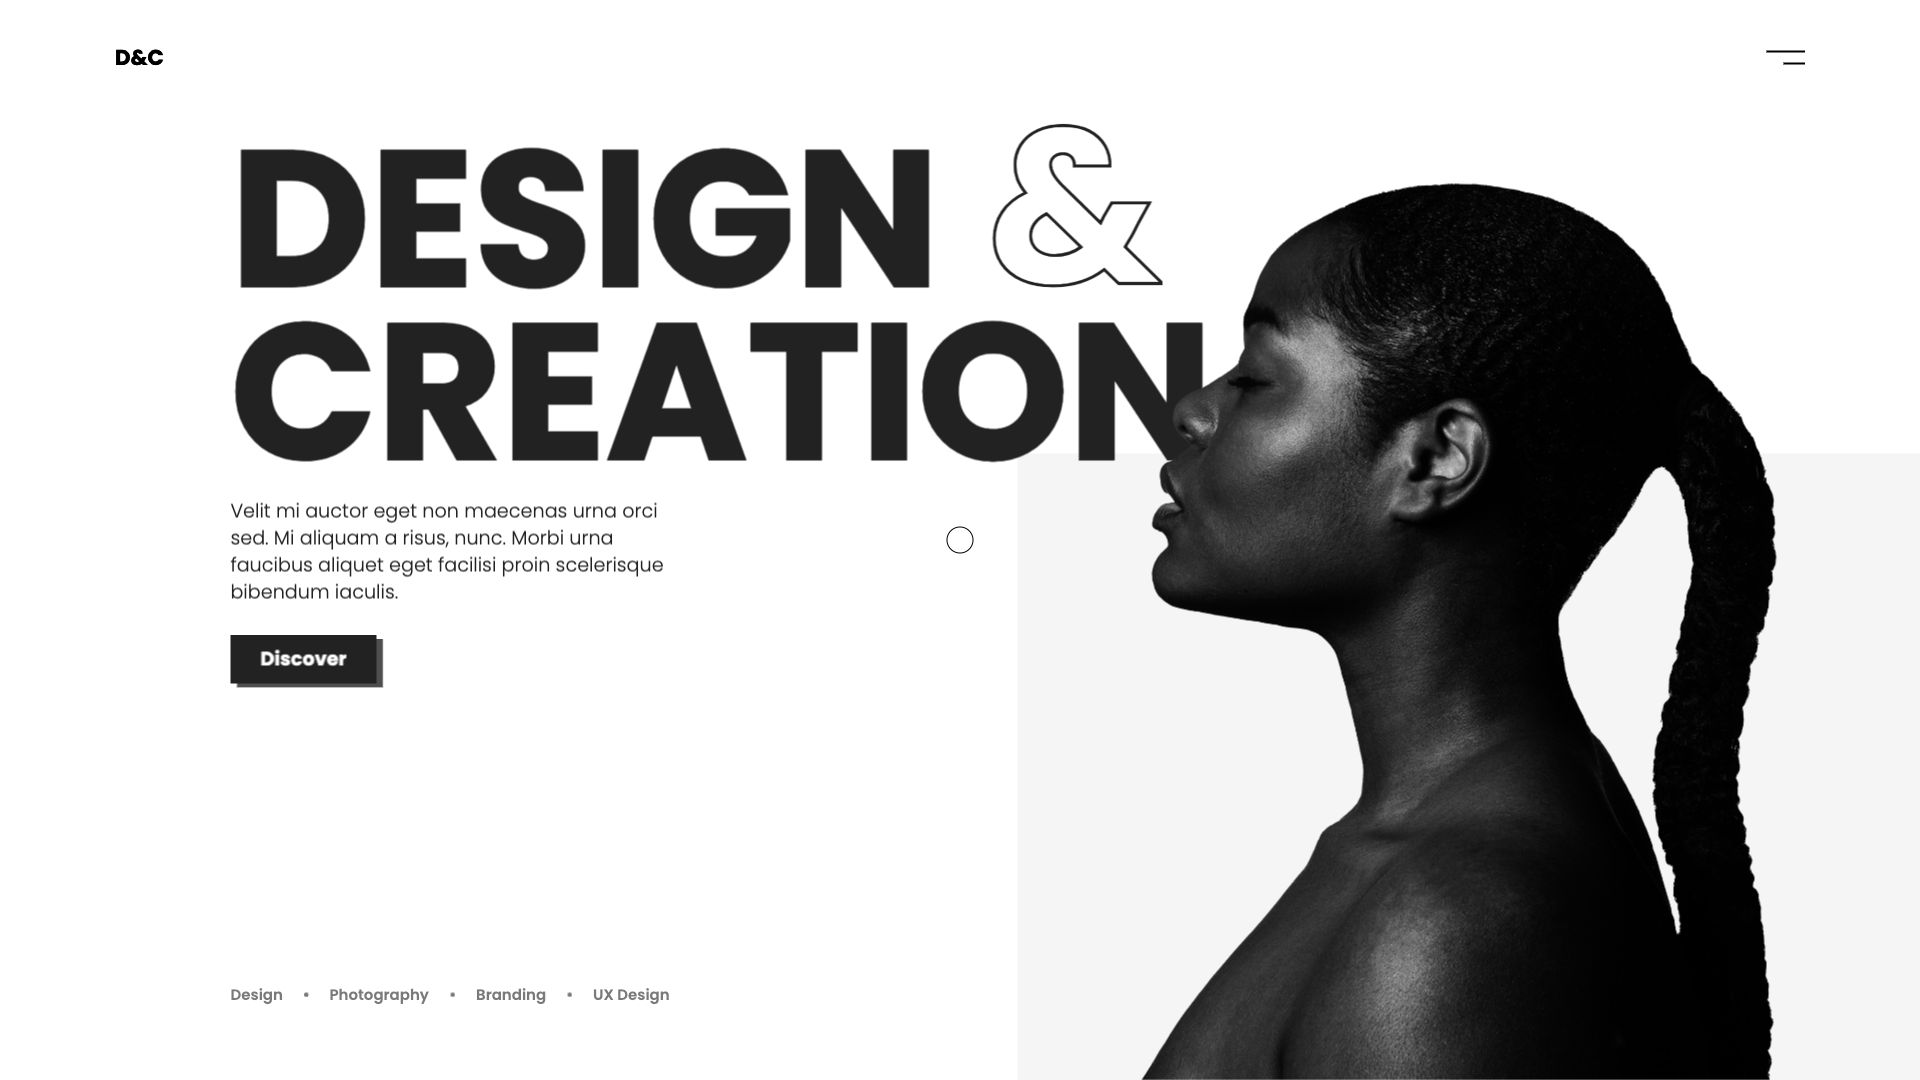 D&C
DESIGN &
CREATION
Velit mi auctor eget non maecenas urna orci
sed. Mi aliquam a risus, nunc. Morbi urna
faucibus aliquet eget facilisi proin scelerisque
bibendum iaculis.
Discover
Design • Photography • Branding • UX Design